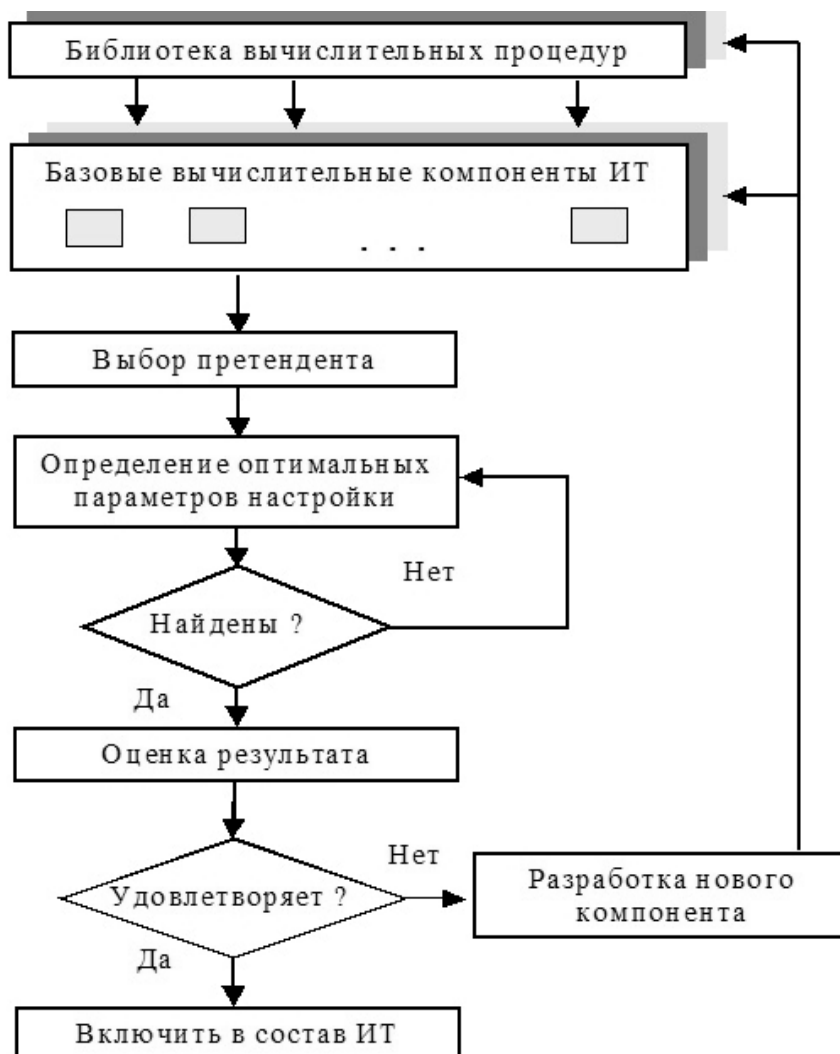 Библиотека вычислительных процедур
Базовые вычислительные компоненты ИТ
. . .
Выбор претендента
Определение оптимальных
параметров настройки
Нет
Найдены ?
Да
Оценка результата
Нет
Удовлетворяет ?
Разработка нового
компонента
Да
Включить в состав ИТ